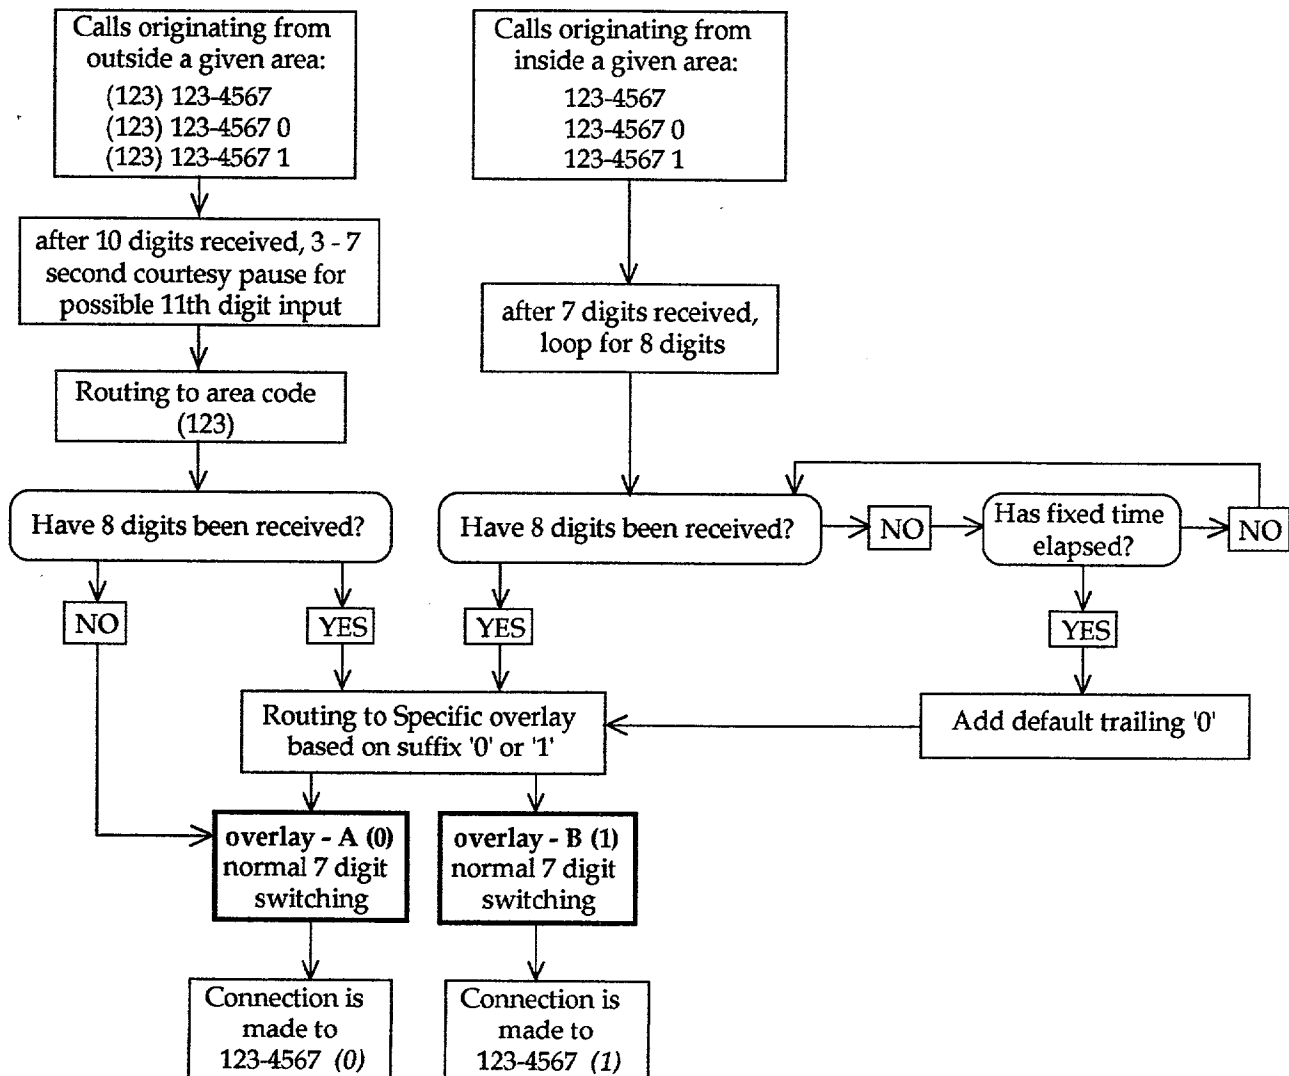 Calls originating from
outside a given area:
(123) 123-4567
(123) 123-4567 0
(123) 123-4567 1
Calls originating from
inside a given area:
123-4567
123-4567 0
123-4567 1
after 10 digits received, 3 - 7
second courtesy pause for
possible 11th digit input
after 7 digits received,
loop for 8 digits
Routing to area code
(123)
Have 8 digits been received?
Have 8 digits been received?
NO
Has fixed time
elapsed?
NO
NO
YES
YES
YES
Routing to Specific overlay
based on suffix '0' or '1'
Add default trailing '0'
overlay - A (0)
normal 7 digit
switching
overlay - B (1)
normal 7 digit
switching
Connection is
made to
123-4567 (0)
Connection is
made to
123-4567 (1)